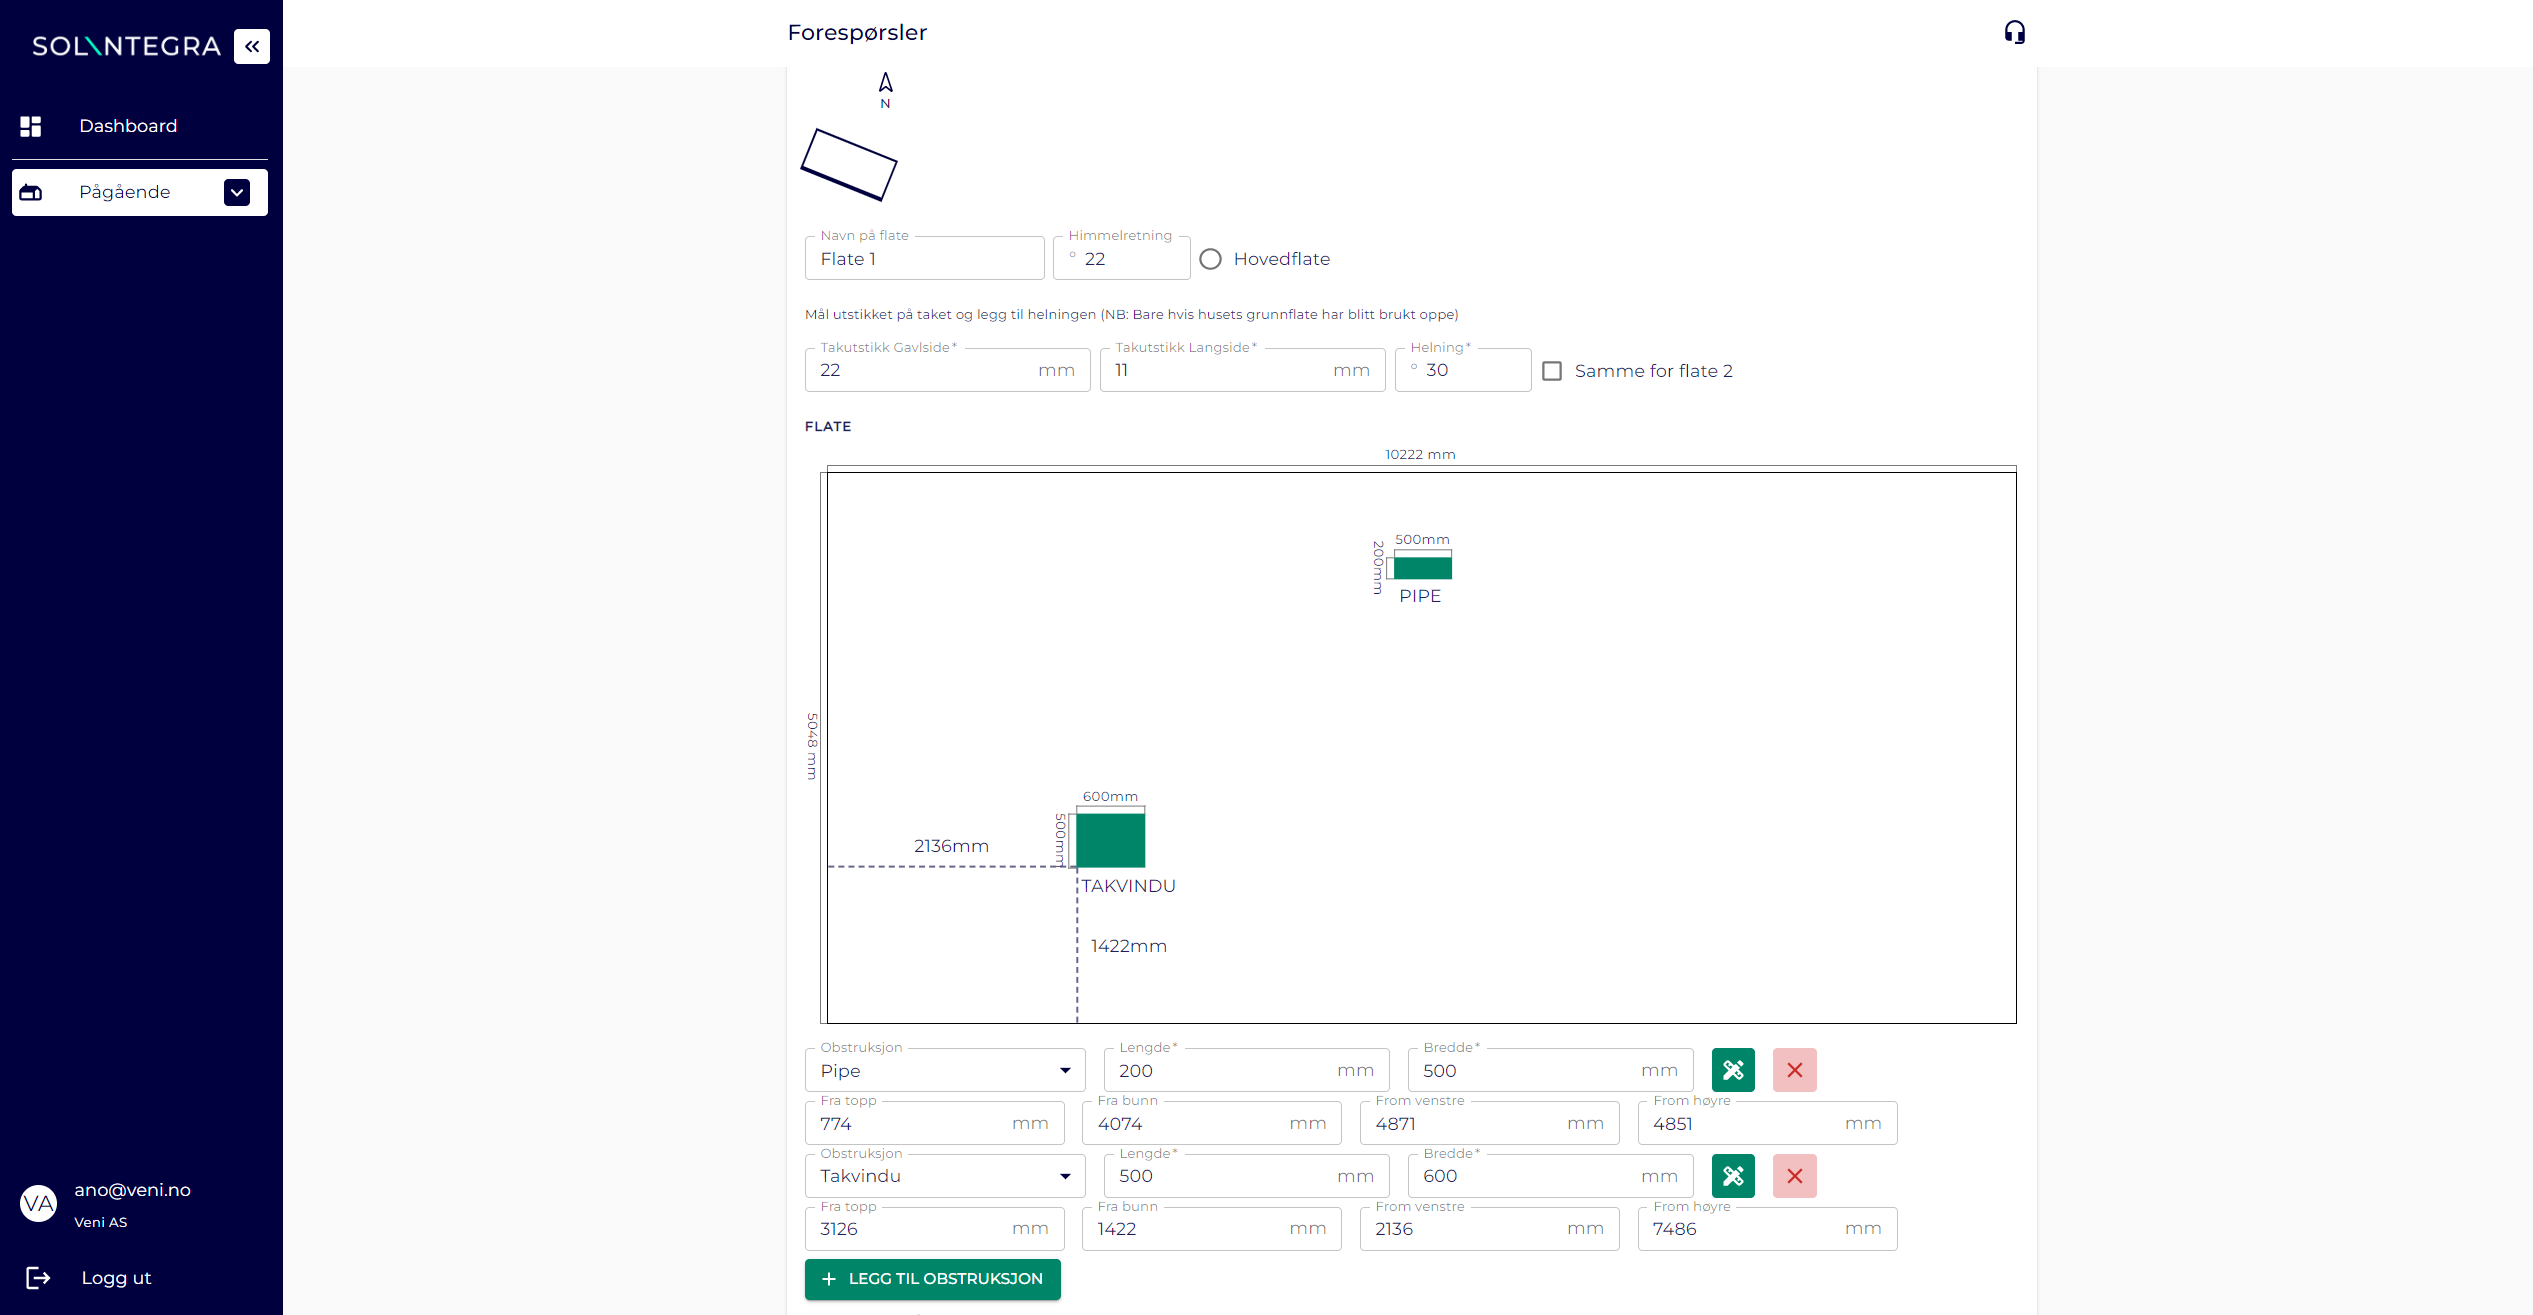 SOLINTEGRA
Dashboard
Pågående
ano@veni.no
VA
Veni AS
Logg ut
Forespørsler
N
Navn på flate
Flate 1
Himmelretning
° 22
Hovedflate
Mål utstikket på taket og legg til helningen (NB: Bare hvis husets grunnflate har blitt brukt oppe)
Takutstikk Gavlside*
22 mm
Takutstikk Langside*
11 mm
Helning*
° 30
Samme for flate 2
FLATE
10222 mm
5048 mm
500mm
200mm
PIPE
600mm
500mm
2136mm
TAKVINDU
1422mm
Obstruksjon
Pipe
Lengde*
200 mm
Bredde*
500 mm
Fra topp
774 mm
Fra bunn
4074 mm
From venstre
4871 mm
From høyre
4851 mm
Obstruksjon
Takvindu
Lengde*
500 mm
Bredde*
600 mm
Fra topp
3126 mm
Fra bunn
1422 mm
From venstre
2136 mm
From høyre
7486 mm
+ LEGG TIL OBSTRUKSJON